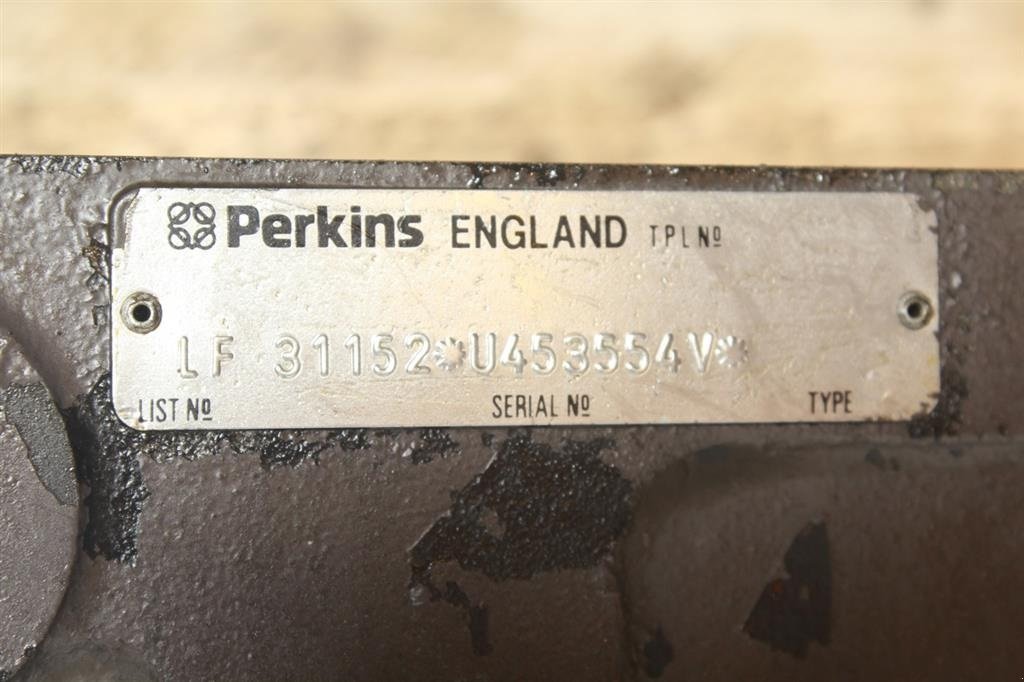 Perkins ENGLAND TPL Nº
LF 31152*U453554V*
LIST Nº SERIAL Nº TYPE